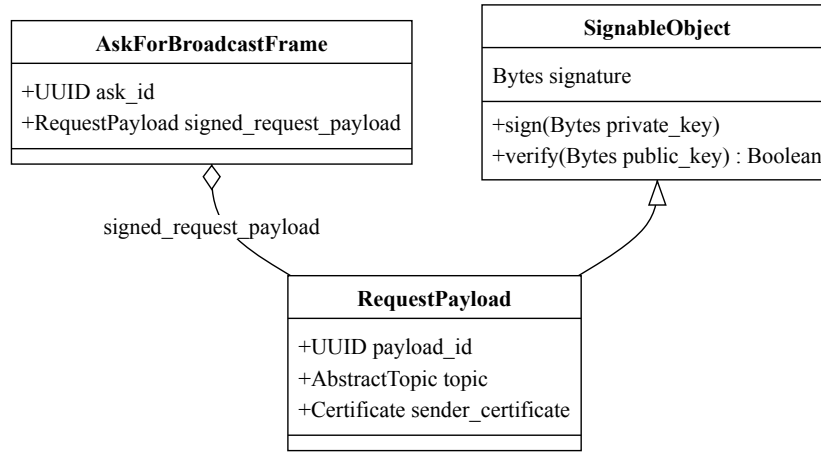 AskForBroadcastFrame
+UUID ask_id
+RequestPayload signed_request_payload
SignableObject
Bytes signature
+sign(Bytes private_key)
+verify(Bytes public_key) : Boolean
signed_request_payload
RequestPayload
+UUID payload_id
+AbstractTopic topic
+Certificate sender_certificate